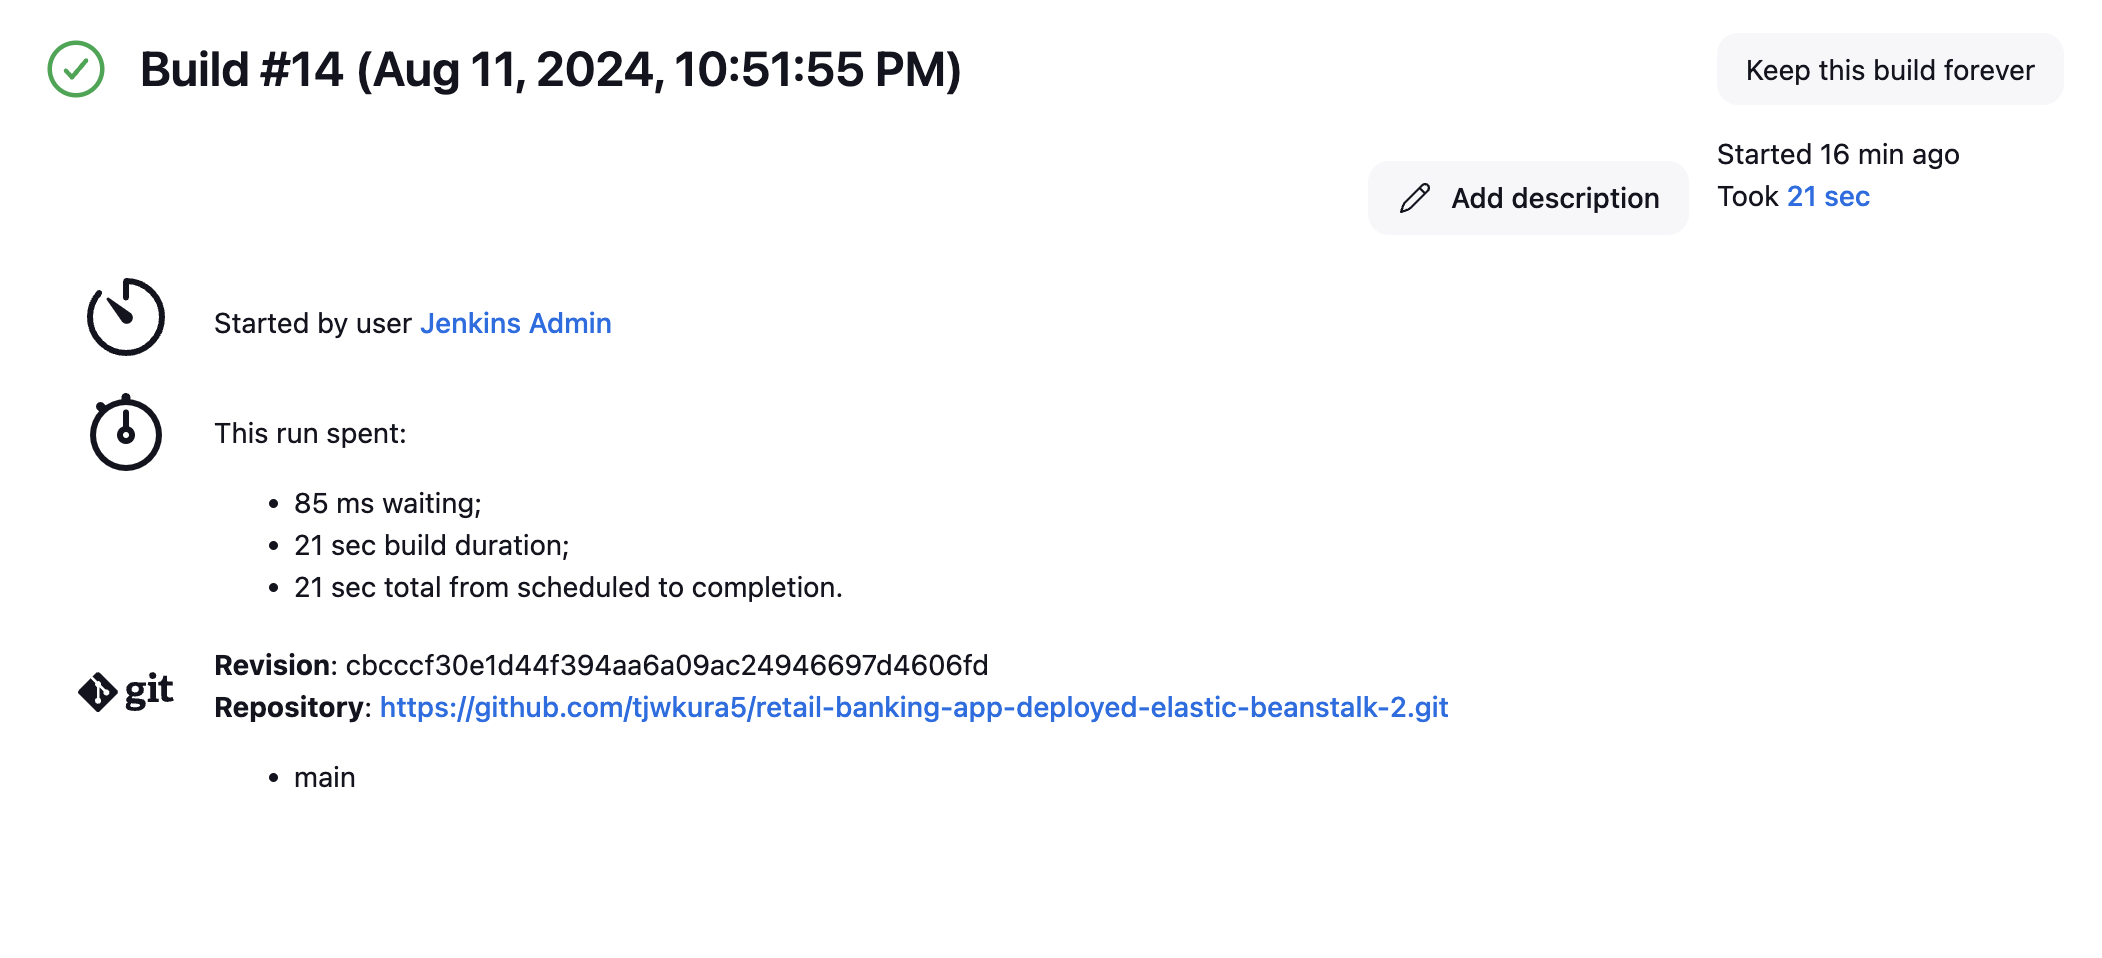 Build #14 (Aug 11, 2024, 10:51:55 PM)
Keep this build forever
Add description
Started 16 min ago
Took 21 sec
Started by user Jenkins Admin
This run spent:
• 85 ms waiting;
• 21 sec build duration;
• 21 sec total from scheduled to completion.
git
Revision: cbcccf30e1d44f394aa6a09ac24946697d4606fd
Repository: https://github.com/tjwkura5/retail-banking-app-deployed-elastic-beanstalk-2.git
• main